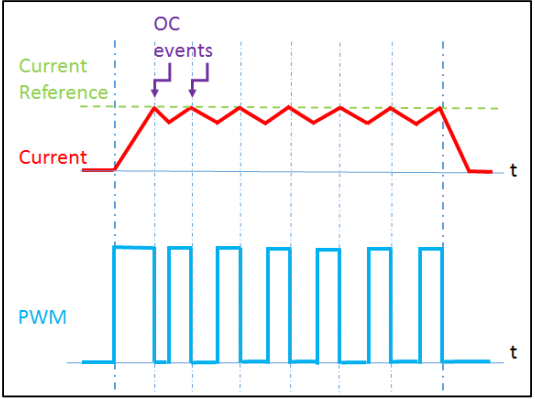 OC
events
Current
Reference
Current
t
PWM
t